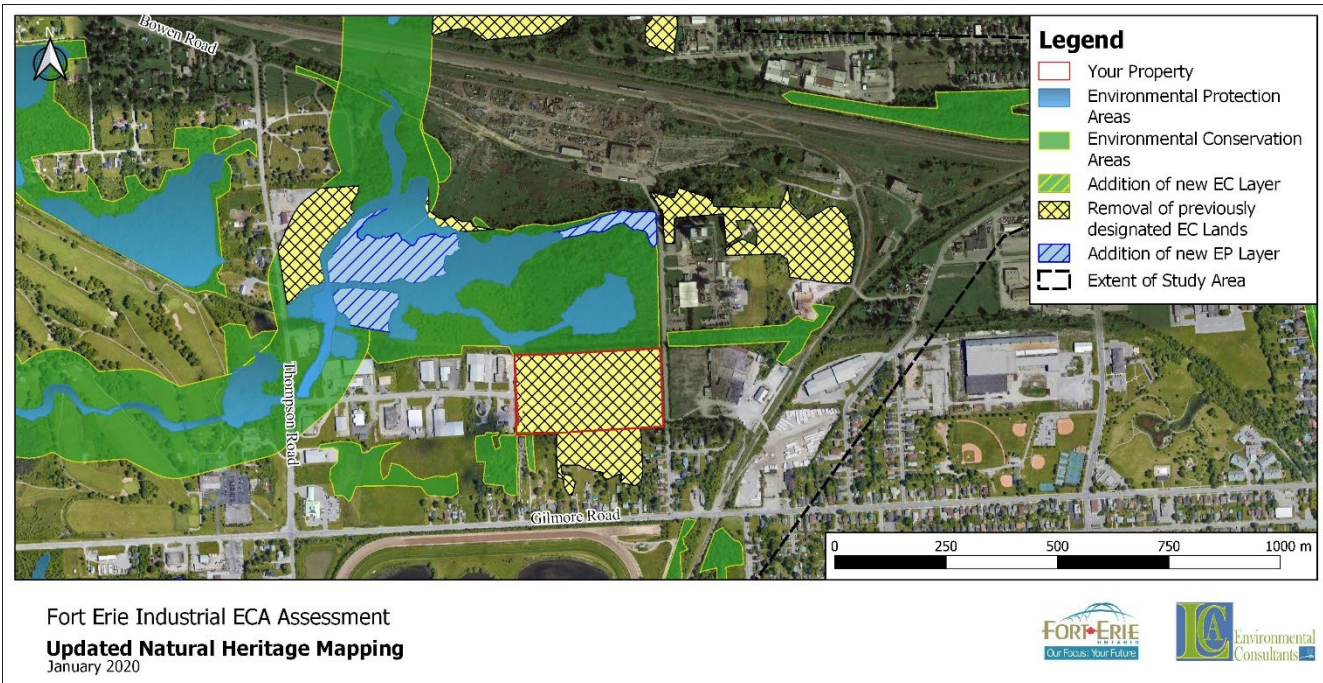 Bowen Road
N
Legend
Your Property
Environmental Protection
Areas
Environmental Conservation
Areas
Addition of new EC Layer
Removal of previously
designated EC Lands
Addition of new EP Layer
Extent of Study Area
Thompson Road
Gilmore Road
0 250 500 750 1000 m
Fort Erie Industrial ECA Assessment
Updated Natural Heritage Mapping
January 2020
FORT ERIE
ONTARIO
Our Focus: Your Future
LCA
Environmental
Consultants